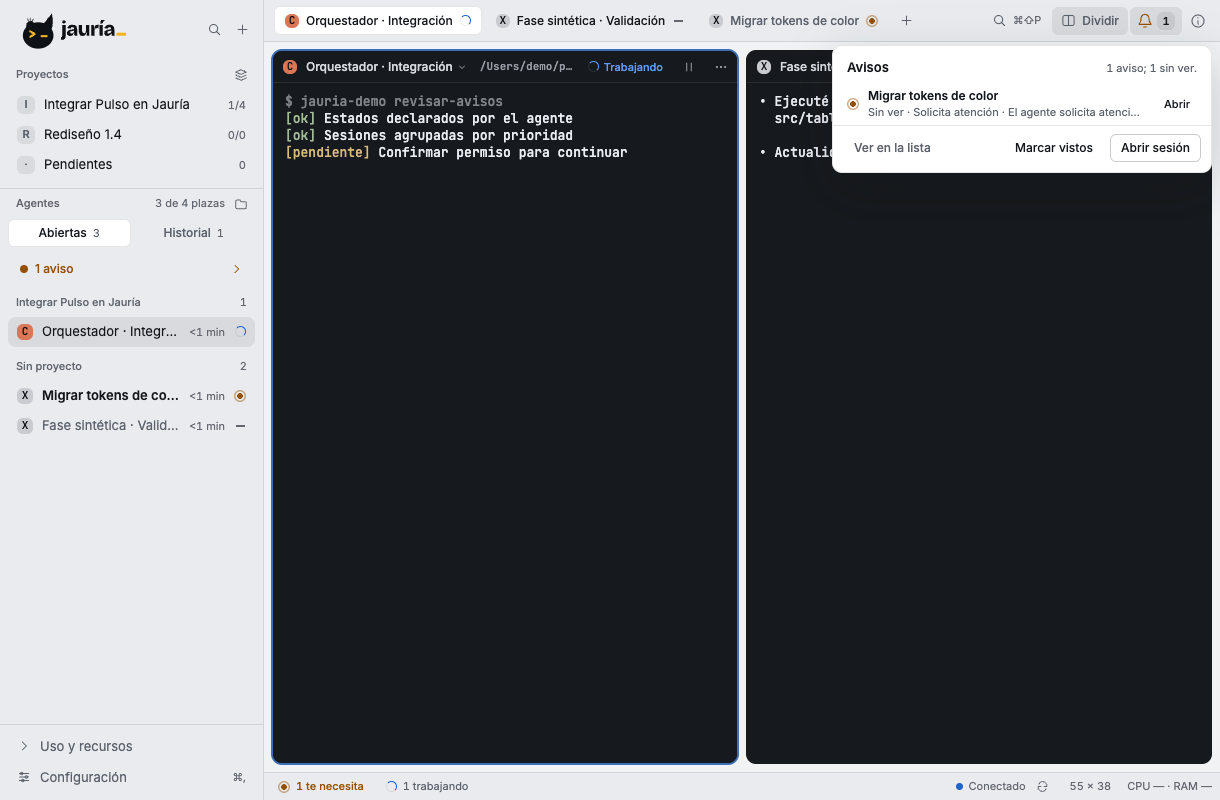 jauría_
Proyectos
I Integrar Pulso en Jauría 1/4
R Rediseño 1.4 0/0
· Pendientes 0
Agentes 3 de 4 plazas
Abiertas 3 Historial 1
1 aviso
Integrar Pulso en Jauría 1
C Orquestador · Integr... <1 min
Sin proyecto 2
X Migrar tokens de co... <1 min
X Fase sintética · Valid... <1 min
Uso y recursos
Configuración ⌘,
C Orquestador · Integración X Fase sintética · Validación X Migrar tokens de color ⌘⇧P Dividir 1
C Orquestador · Integración /Users/demo/p… Trabajando
$ jauria-demo revisar-avisos
[ok] Estados declarados por el agente
[ok] Sesiones agrupadas por prioridad
[pendiente] Confirmar permiso para continuar
X Fase sint
• Ejecuté
src/tabl
• Actuali
Avisos 1 aviso; 1 sin ver.
Migrar tokens de color
Sin ver · Solicita atención · El agente solicita atenci... Abrir
Ver en la lista Marcar vistos Abrir sesión
1 te necesita 1 trabajando Conectado 55 × 38 CPU — · RAM —